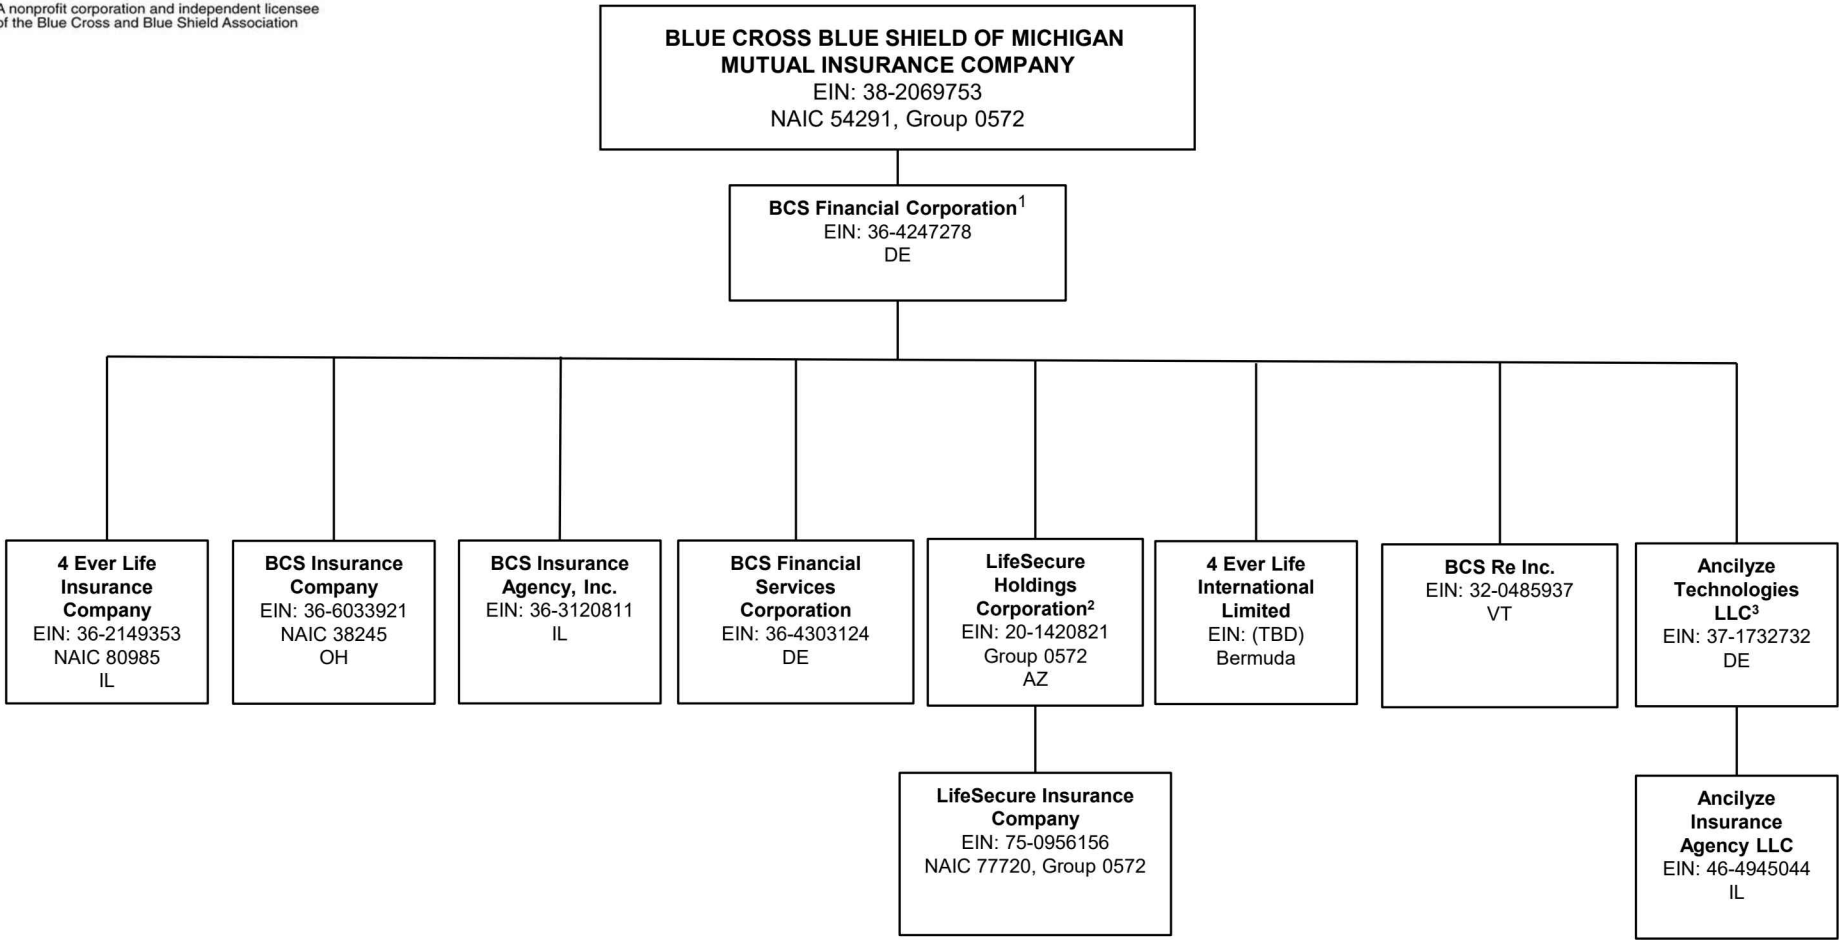 A nonprofit corporation and independent licensee
of the Blue Cross and Blue Shield Association
BLUE CROSS BLUE SHIELD OF MICHIGAN
MUTUAL INSURANCE COMPANY
EIN: 38-2069753
NAIC 54291, Group 0572
BCS Financial Corporation¹
EIN: 36-4247278
DE
4 Ever Life
Insurance
Company
EIN: 36-2149353
NAIC 80985
IL
BCS Insurance
Company
EIN: 36-6033921
NAIC 38245
OH
BCS Insurance
Agency, Inc.
EIN: 36-3120811
IL
BCS Financial
Services
Corporation
EIN: 36-4303124
DE
LifeSecure
Holdings
Corporation²
EIN: 20-1420821
Group 0572
AZ
4 Ever Life
International
Limited
EIN: (TBD)
Bermuda
BCS Re Inc.
EIN: 32-0485937
VT
Ancilyze
Technologies
LLC³
EIN: 37-1732732
DE
LifeSecure Insurance
Company
EIN: 75-0956156
NAIC 77720, Group 0572
Ancilyze
Insurance
Agency LLC
EIN: 46-4945044
IL